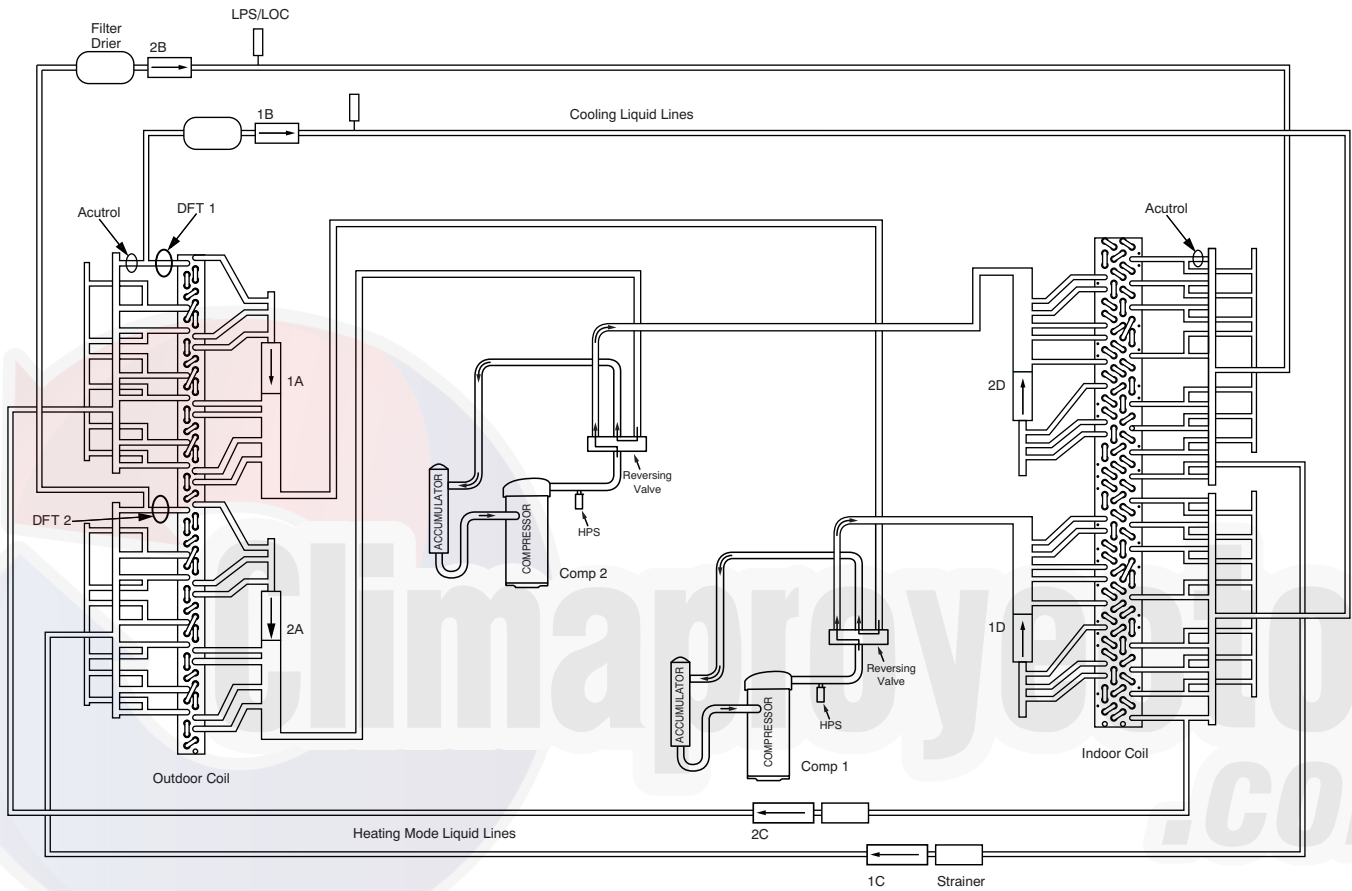 LPS/LOC
Filter
Drier
2B
1B
Cooling Liquid Lines
Acutrol
DFT 1
Acutrol
1A
2D
Reversing
Valve
ACCUMULATOR
COMPRESSOR
HPS
DFT 2
Comp 2
2A
1D
Reversing
Valve
ACCUMULATOR
COMPRESSOR
HPS
Comp 1
Indoor Coil
Outdoor Coil
2C
Heating Mode Liquid Lines
1C
Strainer
Climaproyecto
.co